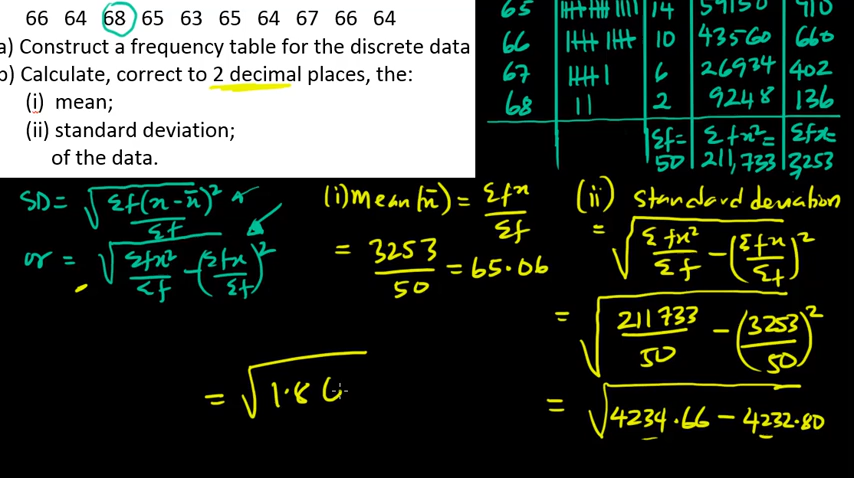 66 64 68 65 63 65 64 67 66 64
a) Construct a frequency table for the discrete data
b) Calculate, correct to 2 decimal places, the:
(i) mean;
(ii) standard deviation;
of the data.
65 14 59150 910
66 10 43560 660
67 6 26934 402
68 2 9248 136
Σf= Σfx²= Σfx=
50 211,733 3253
SD = √(Σf(x-x̄)²/Σf)
or = √(Σfx²/Σf - (Σfx/Σf)²)
(i) Mean (x̄) = Σfx/Σf
= 3253/50 = 65.06
(ii) standard deviation
= √(Σfx²/Σf - (Σfx/Σf)²)
= √(211733/50 - (3253/50)²)
= √(4234.66 - 4232.80)
= √1.8